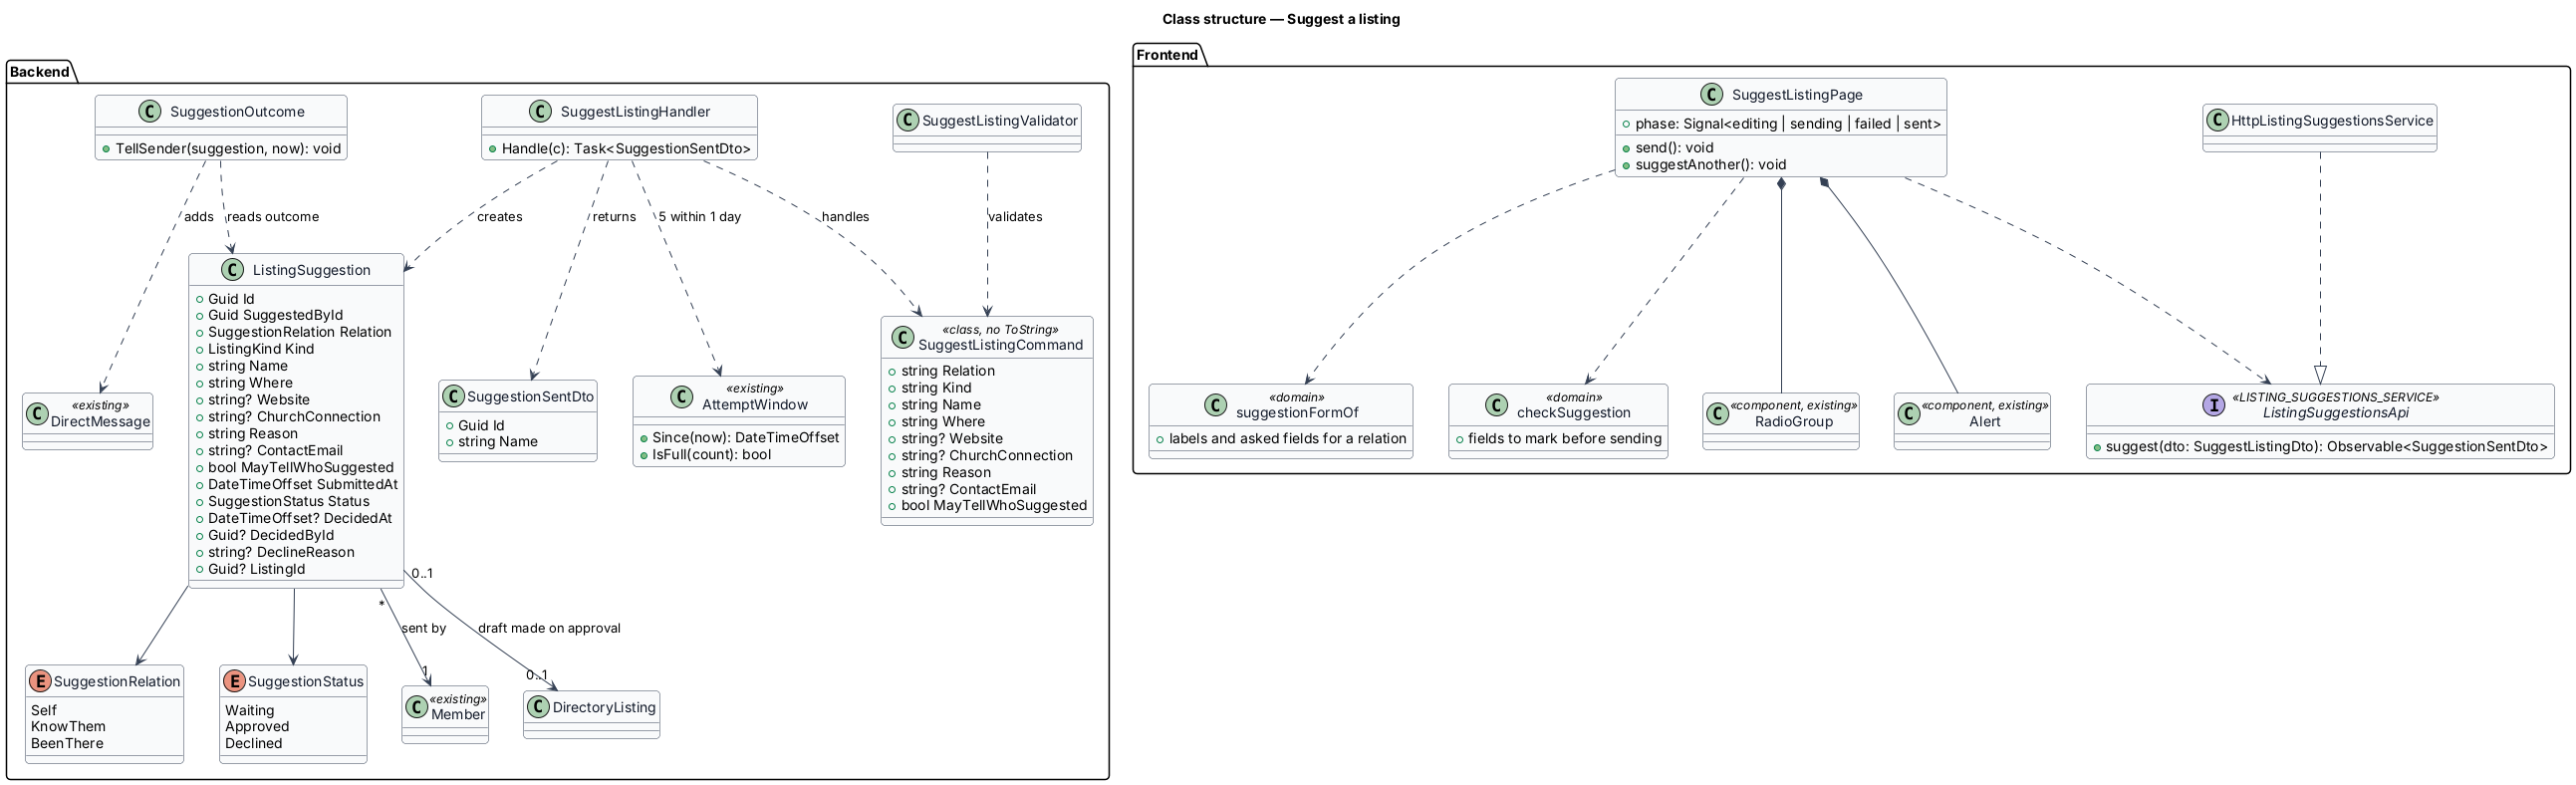 Class structure — Suggest a listing
Backend
SuggestionOutcome
TellSender(suggestion, now): void
SuggestListingHandler
Handle(c): Task<SuggestionSentDto>
SuggestListingValidator
adds
reads outcome
creates
returns
5 within 1 day
handles
validates
ListingSuggestion
Guid Id
Guid SuggestedById
SuggestionRelation Relation
ListingKind Kind
string Name
string Where
string? Website
string? ChurchConnection
string Reason
string? ContactEmail
bool MayTellWhoSuggested
DateTimeOffset SubmittedAt
SuggestionStatus Status
DateTimeOffset? DecidedAt
Guid? DecidedById
string? DeclineReason
Guid? ListingId
«existing»
DirectMessage
SuggestionSentDto
Guid Id
string Name
«existing»
AttemptWindow
Since(now): DateTimeOffset
IsFull(count): bool
«class, no ToString»
SuggestListingCommand
string Relation
string Kind
string Name
string Where
string? Website
string? ChurchConnection
string Reason
string? ContactEmail
bool MayTellWhoSuggested
0..1
*
sent by
draft made on approval
1
0..1
SuggestionRelation
Self
KnowThem
BeenThere
SuggestionStatus
Waiting
Approved
Declined
«existing»
Member
DirectoryListing
Frontend
SuggestListingPage
phase: Signal<editing | sending | failed | sent>
send(): void
suggestAnother(): void
HttpListingSuggestionsService
«domain»
suggestionFormOf
labels and asked fields for a relation
«domain»
checkSuggestion
fields to mark before sending
«component, existing»
RadioGroup
«component, existing»
Alert
«LISTING_SUGGESTIONS_SERVICE»
ListingSuggestionsApi
suggest(dto: SuggestListingDto): Observable<SuggestionSentDto>